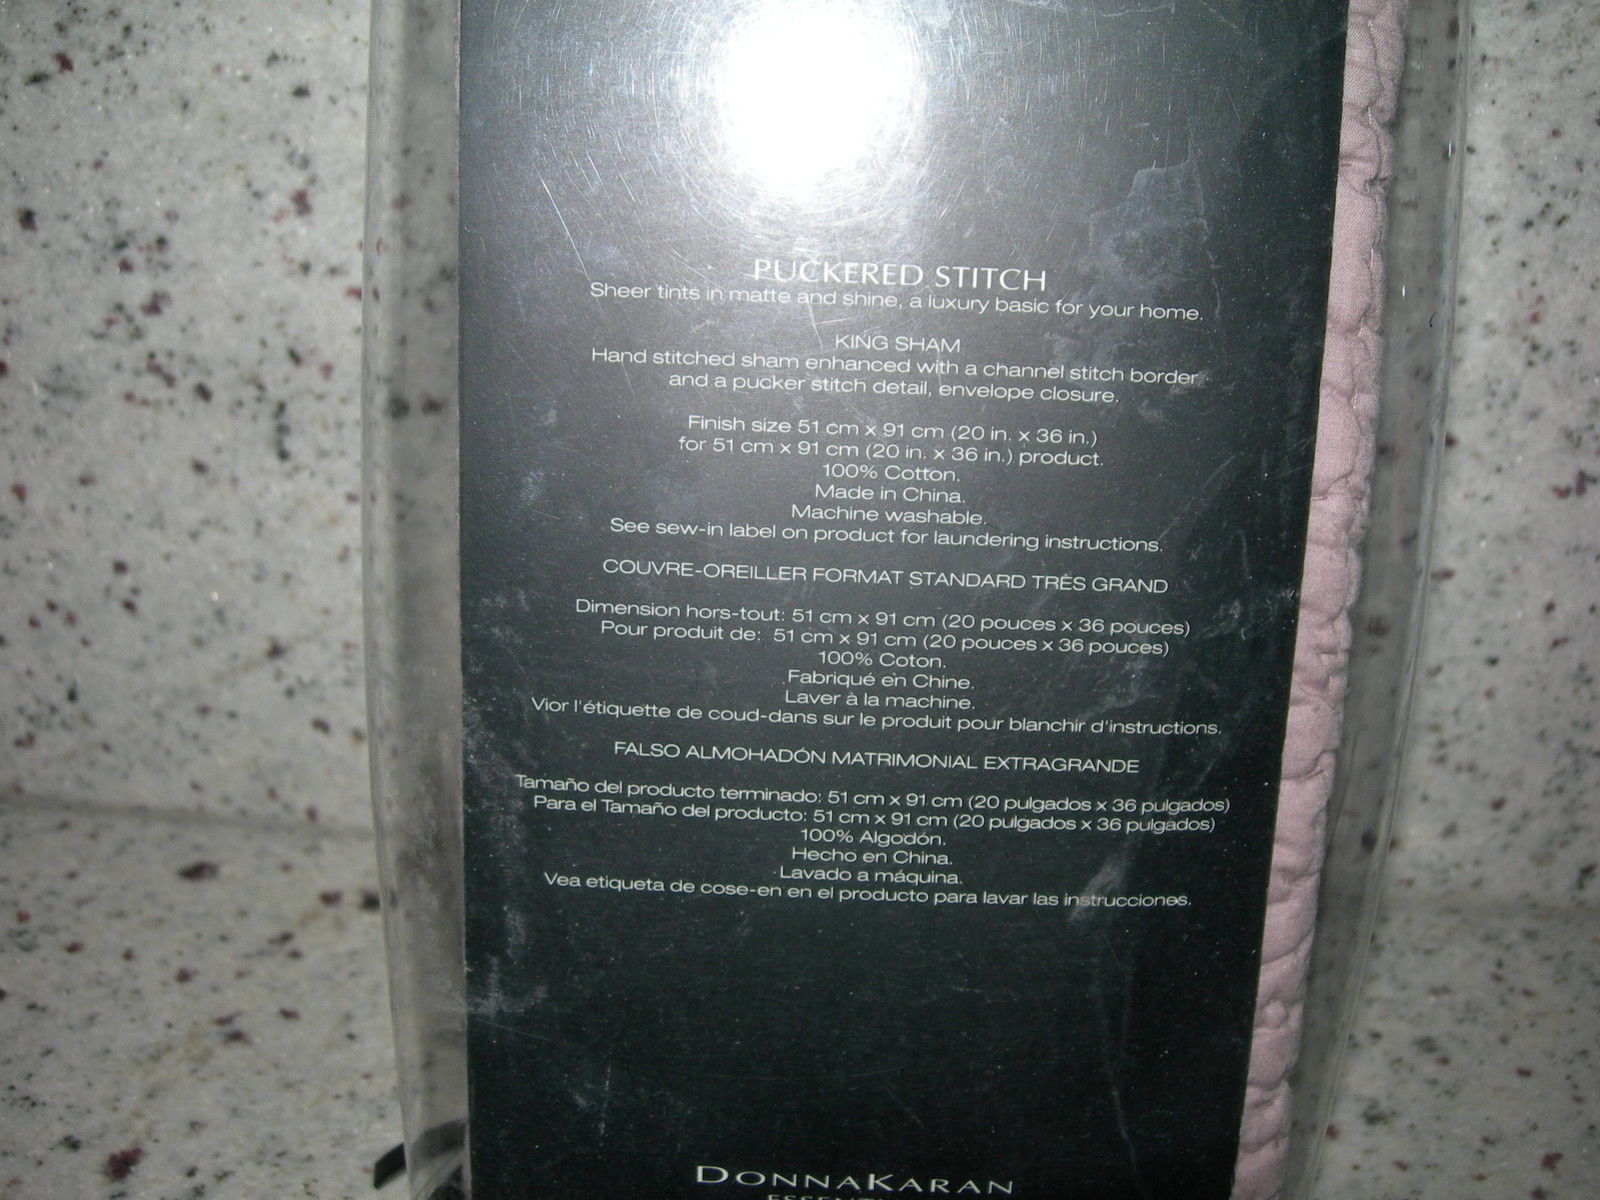 PUCKERED STITCH
Sheer tints in matte and shine, a luxury basic for your home.
KING SHAM
Hand stitched sham enhanced with a channel stitch border
and a pucker stitch detail, envelope closure.
Finish size 51 cm x 91 cm (20 in. x 36 in.)
for 51 cm x 91 cm (20 in. x 36 in.) product.
100% Cotton.
Made in China.
Machine washable.
See sew-in label on product for laundering instructions.
COUVRE-OREILLER FORMAT STANDARD TRÈS GRAND
Dimension hors-tout: 51 cm x 91 cm (20 pouces x 36 pouces)
Pour produit de: 51 cm x 91 cm (20 pouces x 36 pouces)
100% Coton.
Fabriqué en Chine.
Laver à la machine.
Vior l'étiquette de coud-dans sur le produit pour blanchir d'instructions.
FALSO ALMOHADÓN MATRIMONIAL EXTRAGRANDE
Tamaño del producto terminado: 51 cm x 91 cm (20 pulgados x 36 pulgados)
Para el Tamaño del producto: 51 cm x 91 cm (20 pulgados x 36 pulgados)
100% Algodón.
Hecho en China.
Lavado a máquina.
Vea etiqueta de cose-en en el producto para lavar las instrucciones.
DONNAKARAN